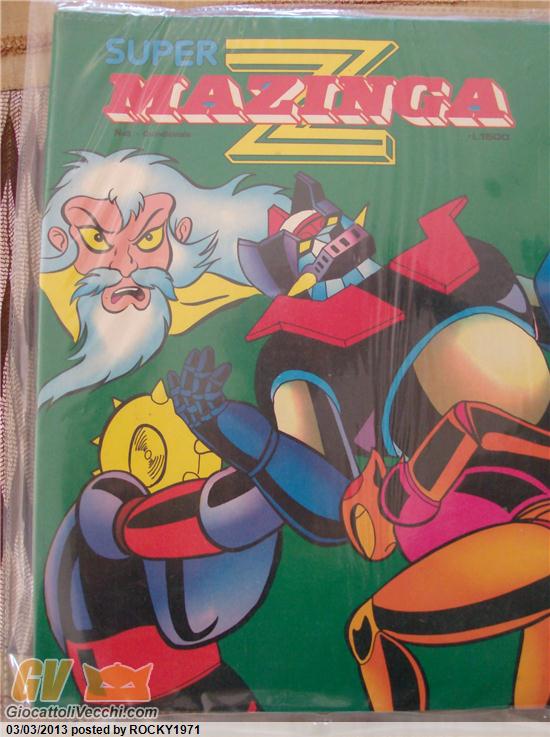 SUPER
Z
MAZINGA
L.1500
GV
GiocattoliVecchi.com
03/03/2013 posted by ROCKY1971